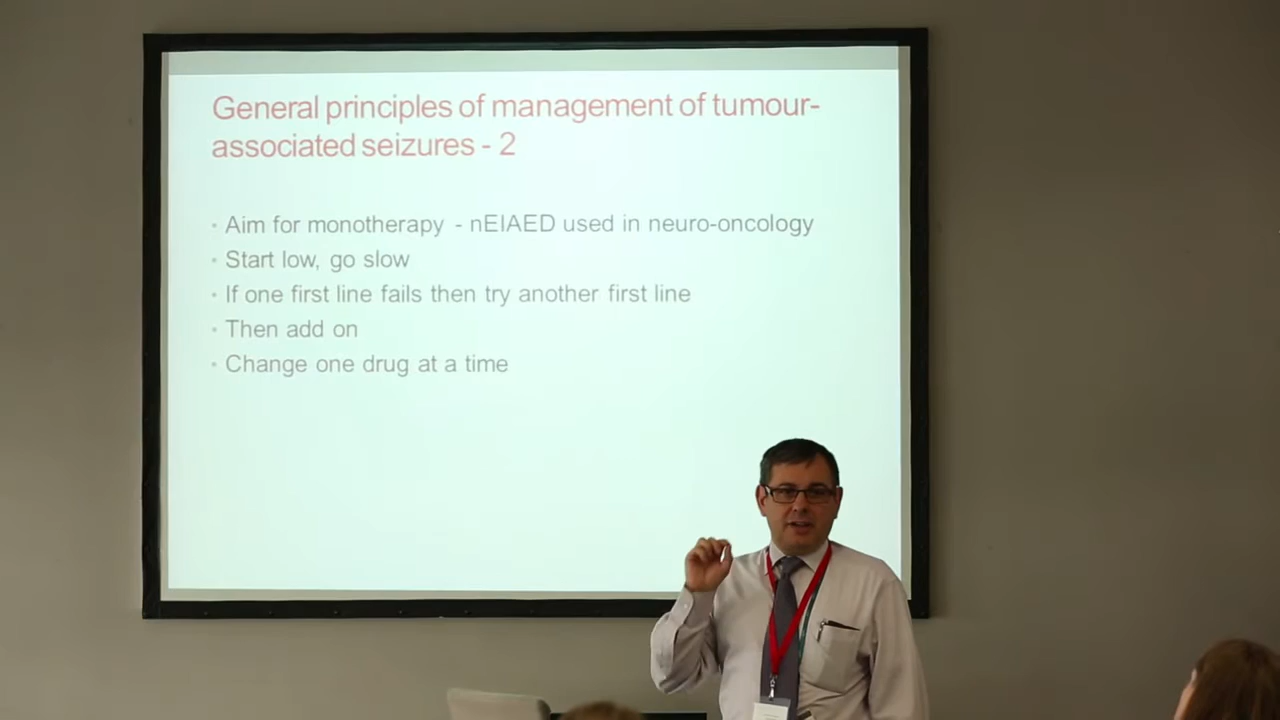 General principles of management of tumour-
associated seizures - 2
• Aim for monotherapy - nEIAED used in neuro-oncology
• Start low, go slow
• If one first line fails then try another first line
• Then add on
• Change one drug at a time